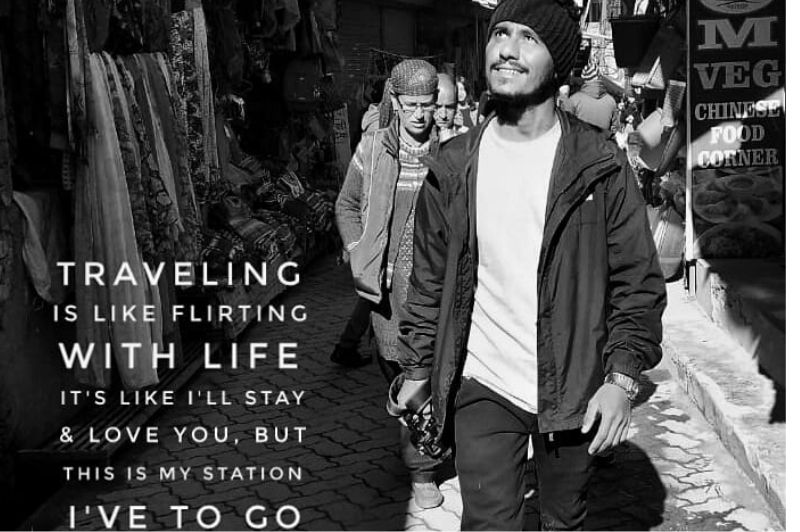 TRAVELING
IS LIKE FLIRTING
WITH LIFE
IT'S LIKE I'LL STAY
& LOVE YOU, BUT
THIS IS MY STATION
I'VE TO GO
M
VEG
CHINESE
FOOD
CORNER